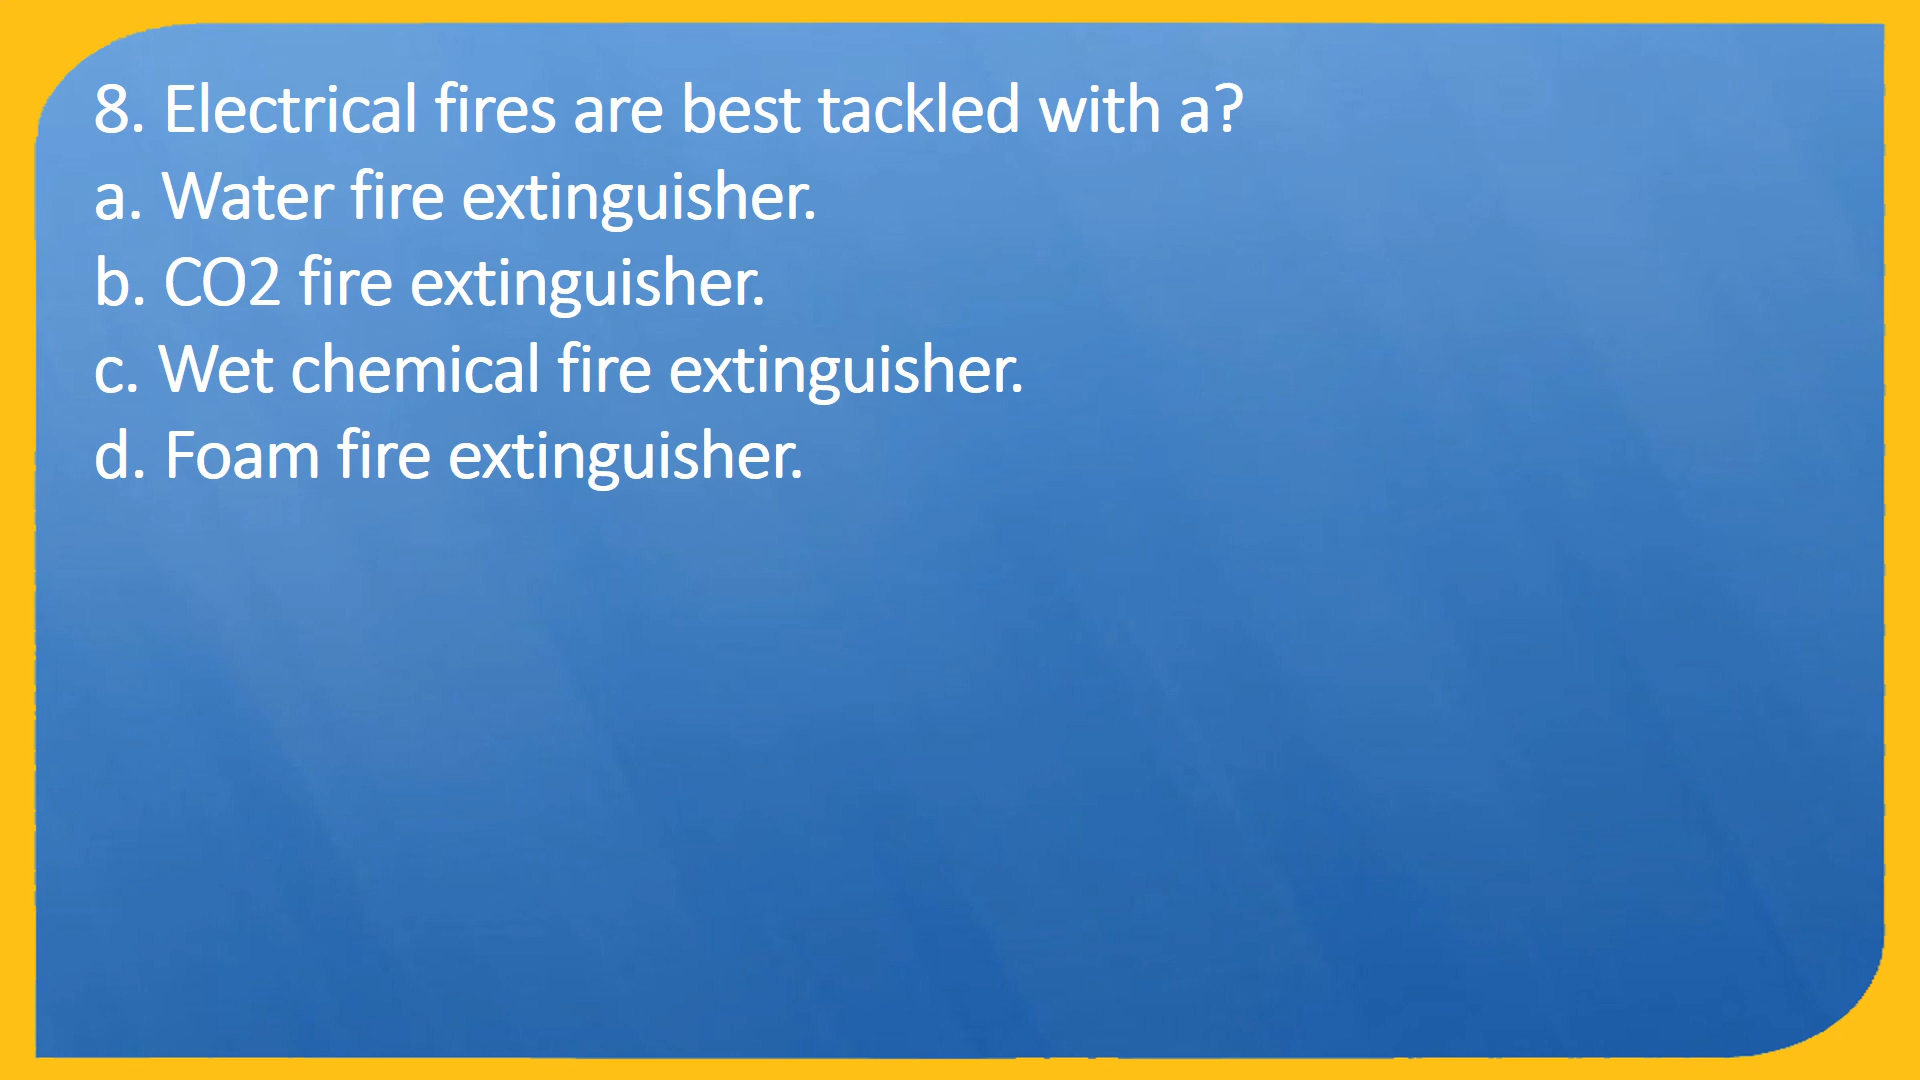 8. Electrical fires are best tackled with a?
a. Water fire extinguisher.
b. CO2 fire extinguisher.
c. Wet chemical fire extinguisher.
d. Foam fire extinguisher.